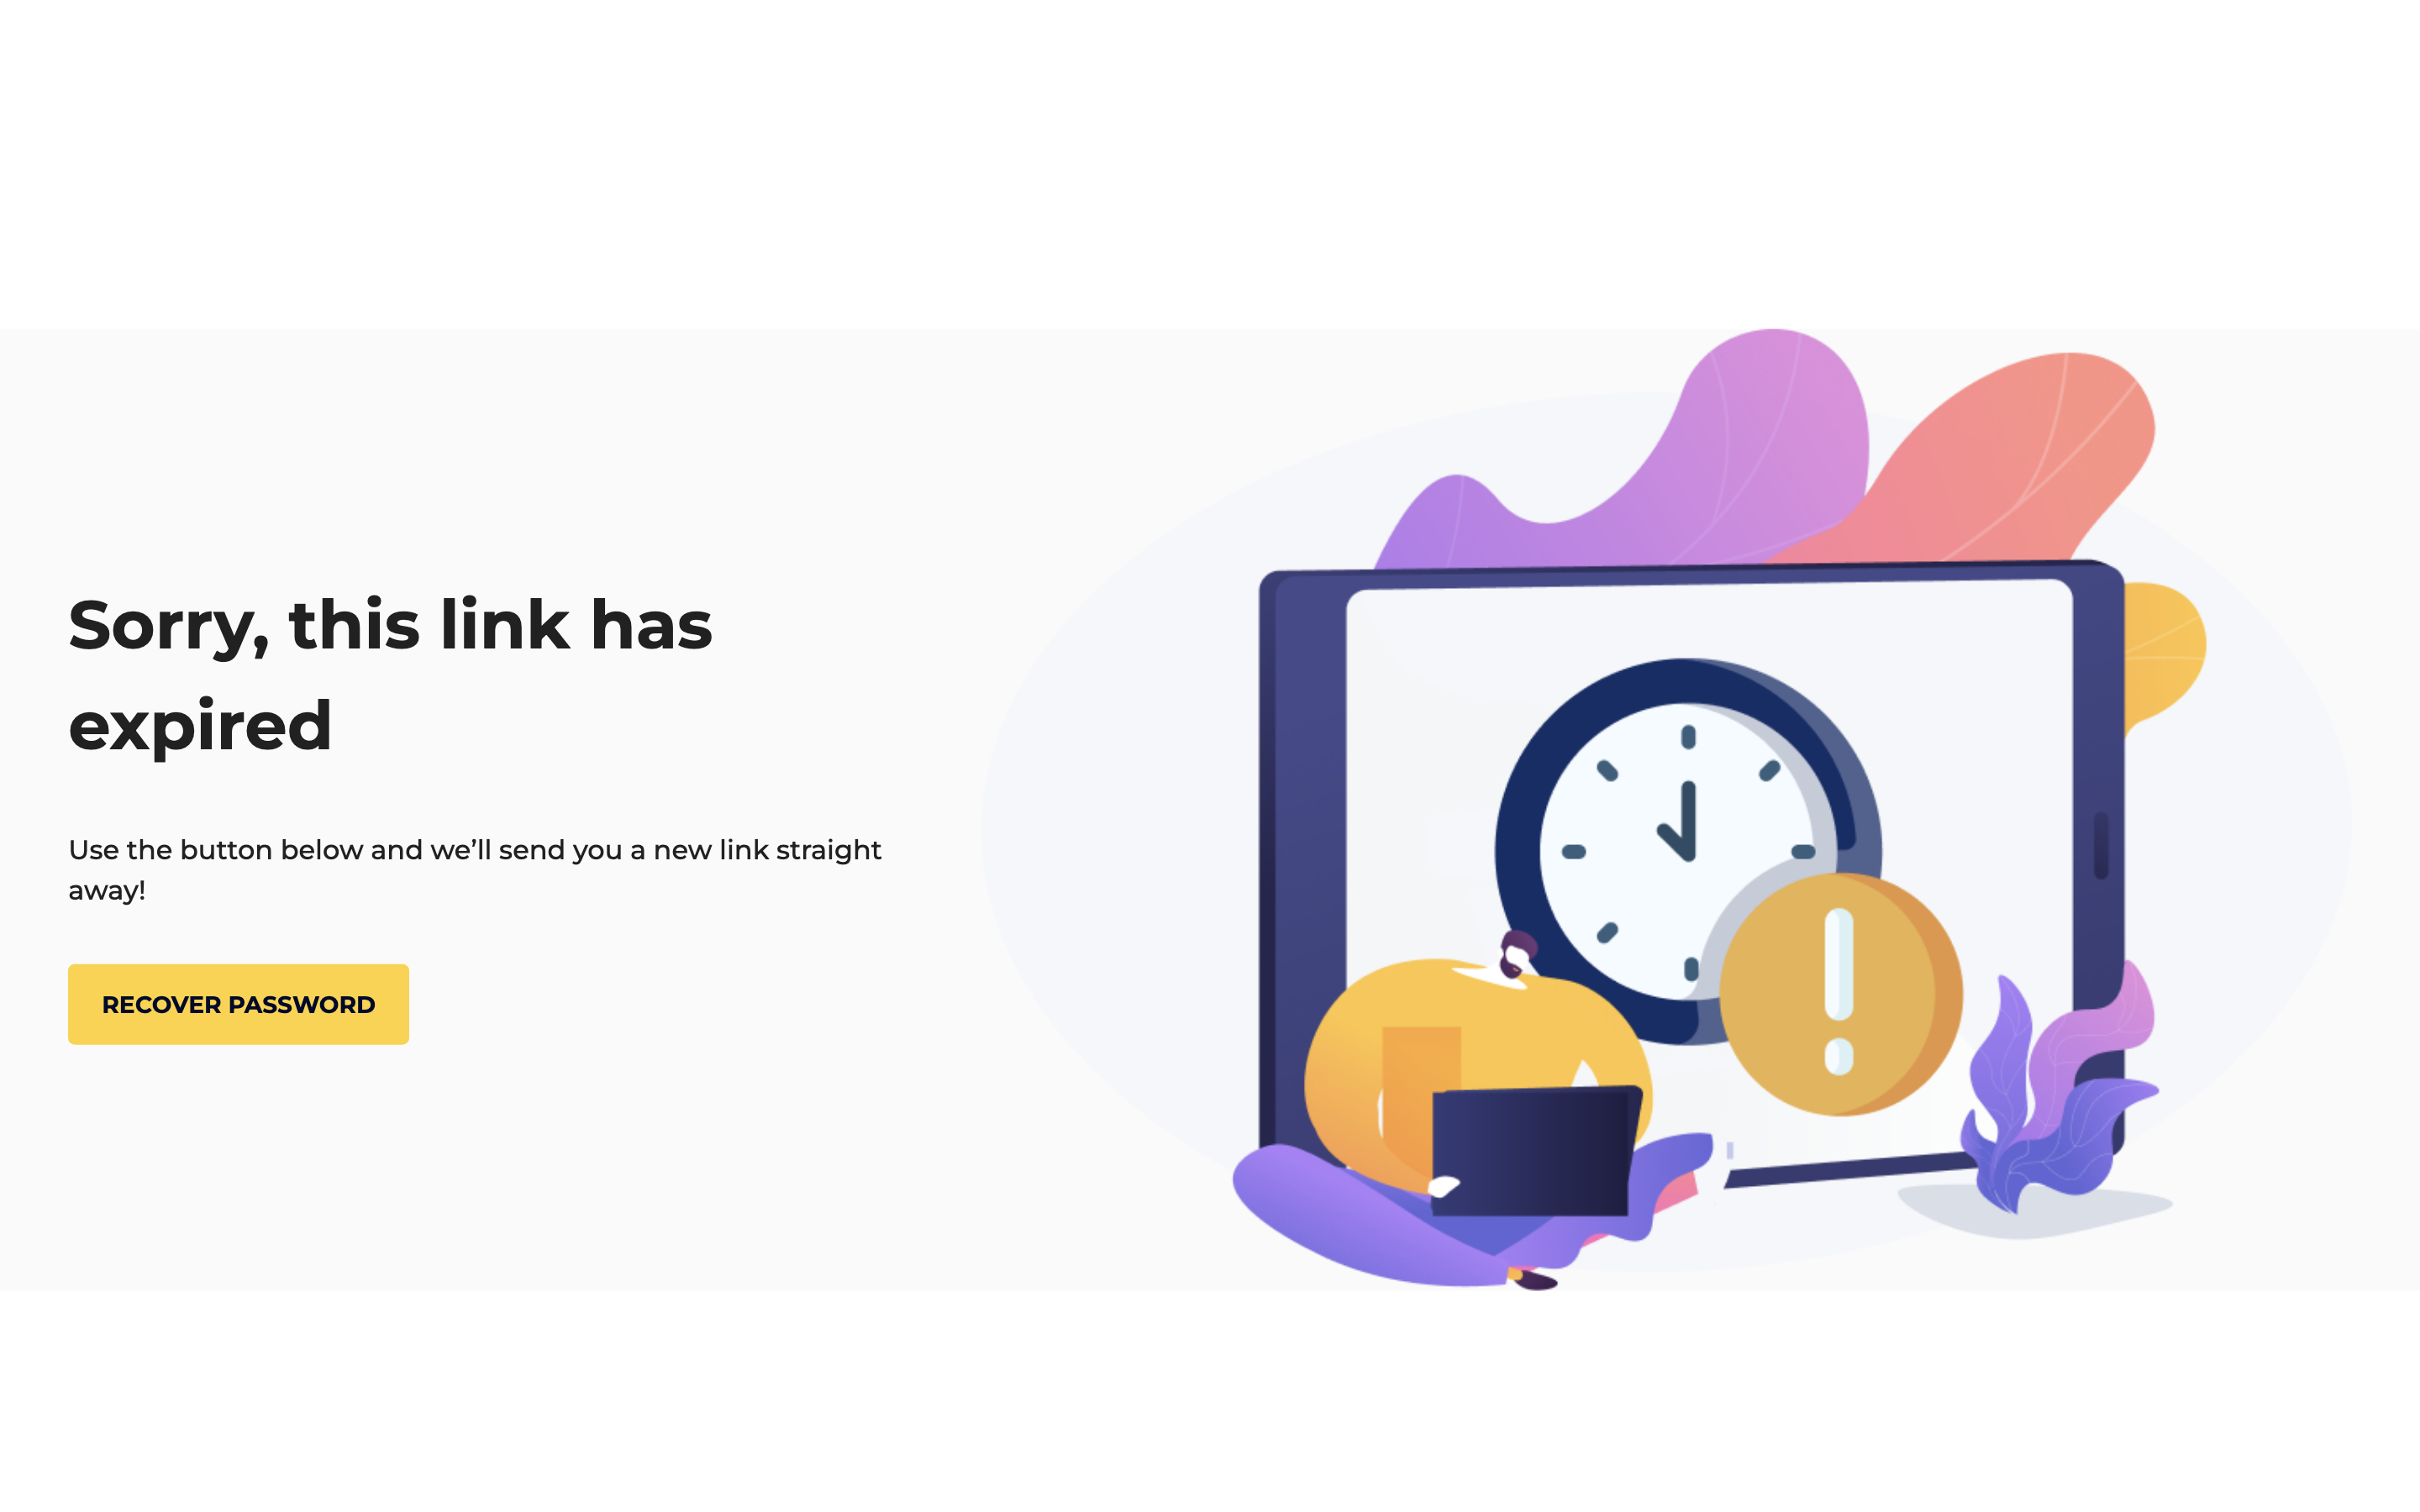 Sorry, this link has
expired
Use the button below and we’ll send you a new link straight
away!
RECOVER PASSWORD